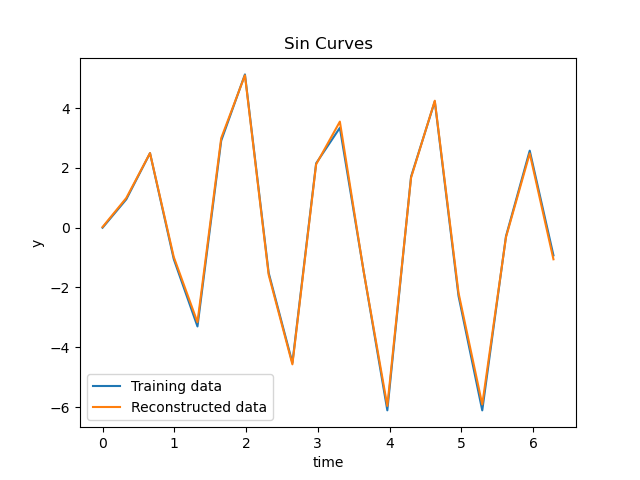 Sin Curves
y
4
2
0
−2
−4
−6
Training data
Reconstructed data
0 1 2 3 4 5 6
time